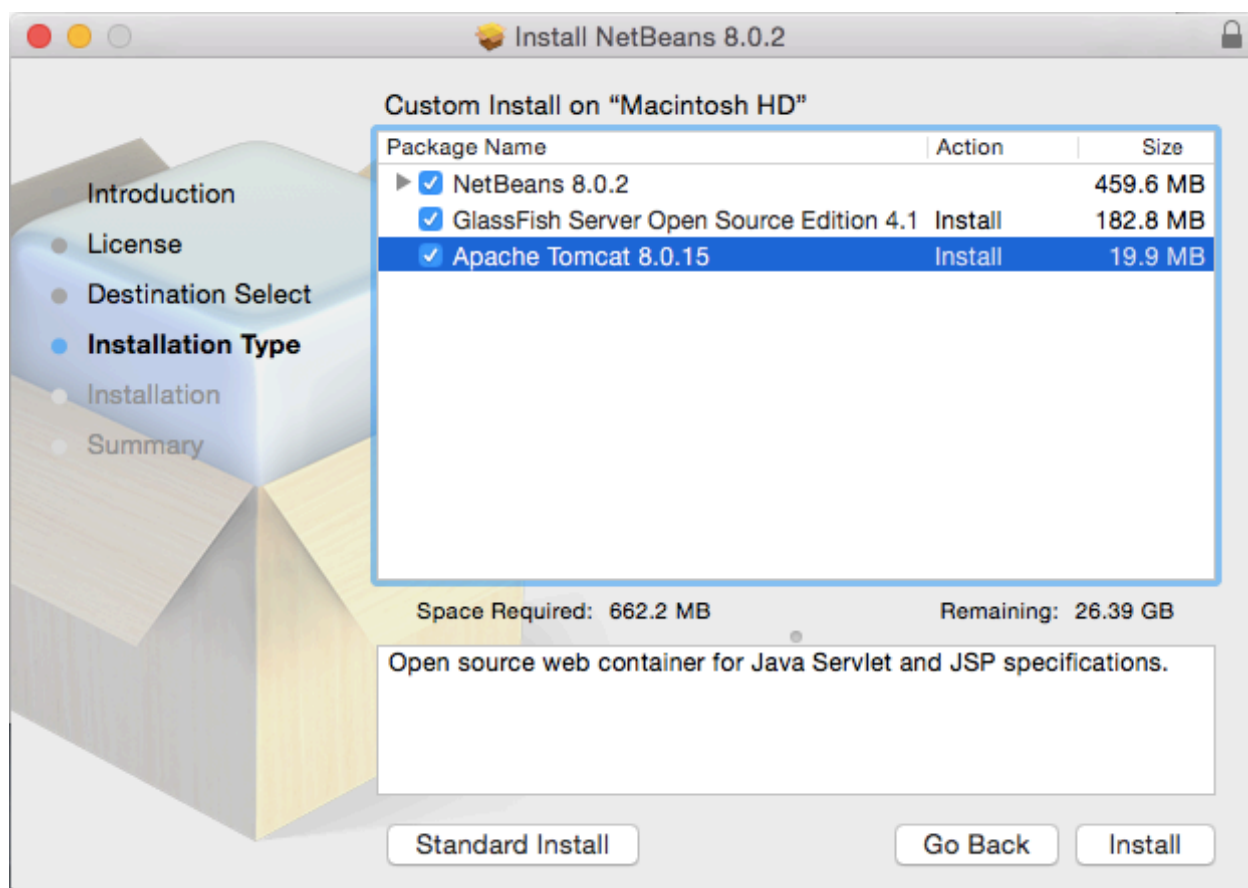 Install NetBeans 8.0.2
Custom Install on “Macintosh HD”
Introduction
License
Destination Select
Installation Type
Installation
Summary
Package Name Action Size
NetBeans 8.0.2 459.6 MB
GlassFish Server Open Source Edition 4.1 Install 182.8 MB
Apache Tomcat 8.0.15 Install 19.9 MB
Space Required: 662.2 MB Remaining: 26.39 GB
Open source web container for Java Servlet and JSP specifications.
Standard Install Go Back Install